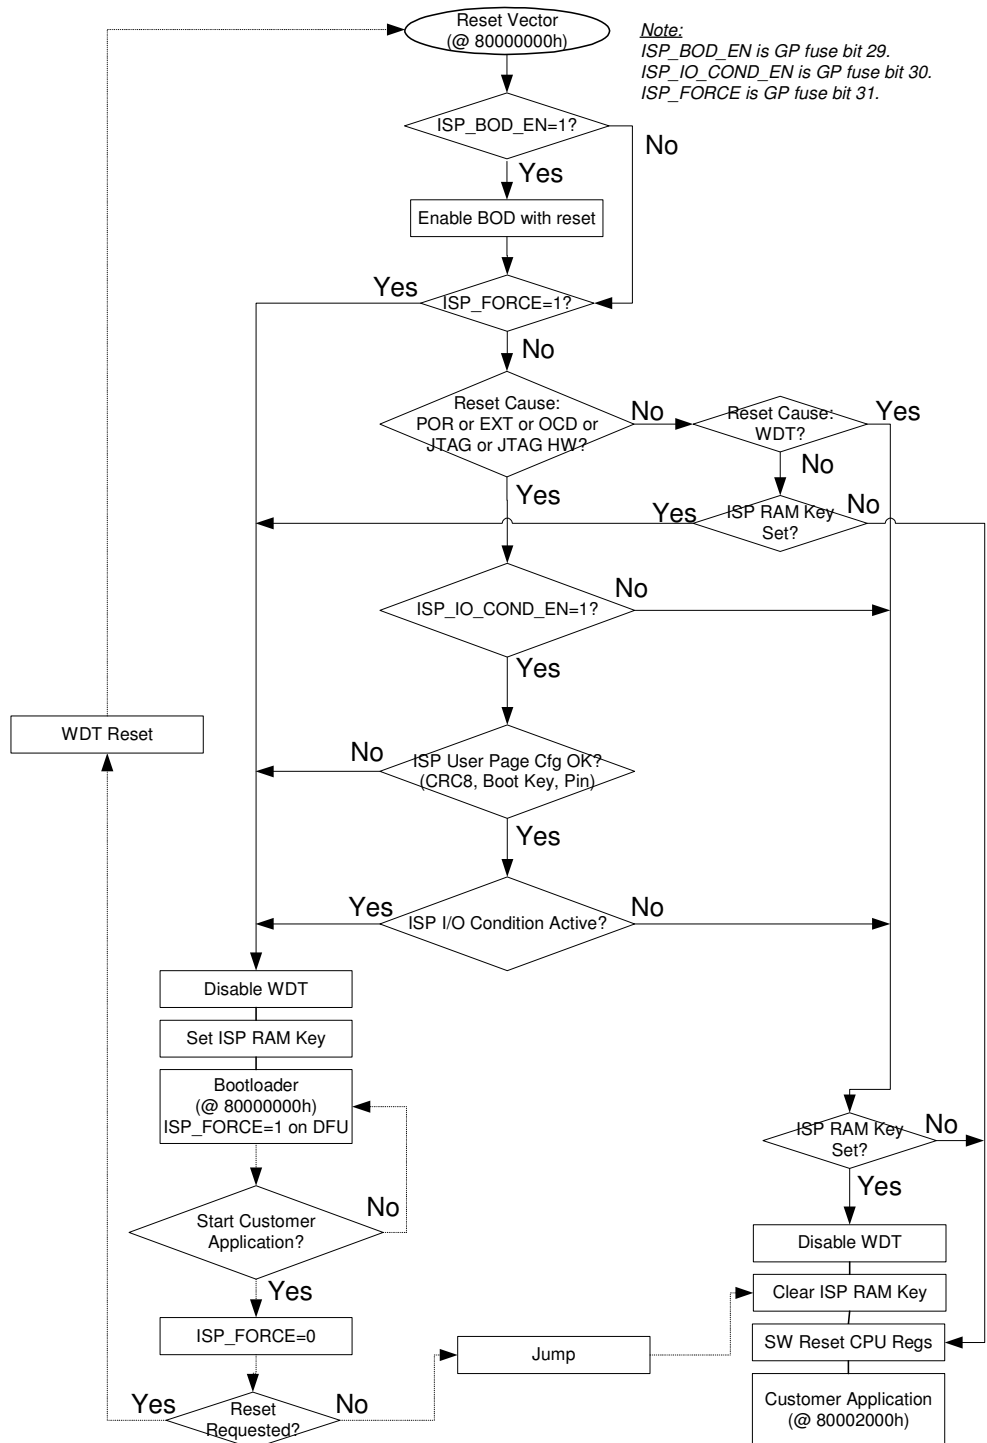 Reset Vector
(@ 80000000h)
Note:
ISP_BOD_EN is GP fuse bit 29.
ISP_IO_COND_EN is GP fuse bit 30.
ISP_FORCE is GP fuse bit 31.
ISP_BOD_EN=1?
No
Yes
Enable BOD with reset
Yes
ISP_FORCE=1?
No
Reset Cause:
POR or EXT or OCD or
JTAG or JTAG HW?
No
Reset Cause:
WDT?
Yes
No
Yes
Yes
ISP RAM Key
Set?
No
ISP_IO_COND_EN=1?
No
Yes
WDT Reset
No
ISP User Page Cfg OK?
(CRC8, Boot Key, Pin)
Yes
Yes
ISP I/O Condition Active?
No
Disable WDT
Set ISP RAM Key
Bootloader
(@ 80000000h)
ISP_FORCE=1 on DFU
ISP RAM Key
Set?
No
Yes
Start Customer
Application?
No
Yes
Disable WDT
Clear ISP RAM Key
ISP_FORCE=0
SW Reset CPU Regs
Jump
Yes
Reset
Requested?
No
Customer Application
(@ 80002000h)